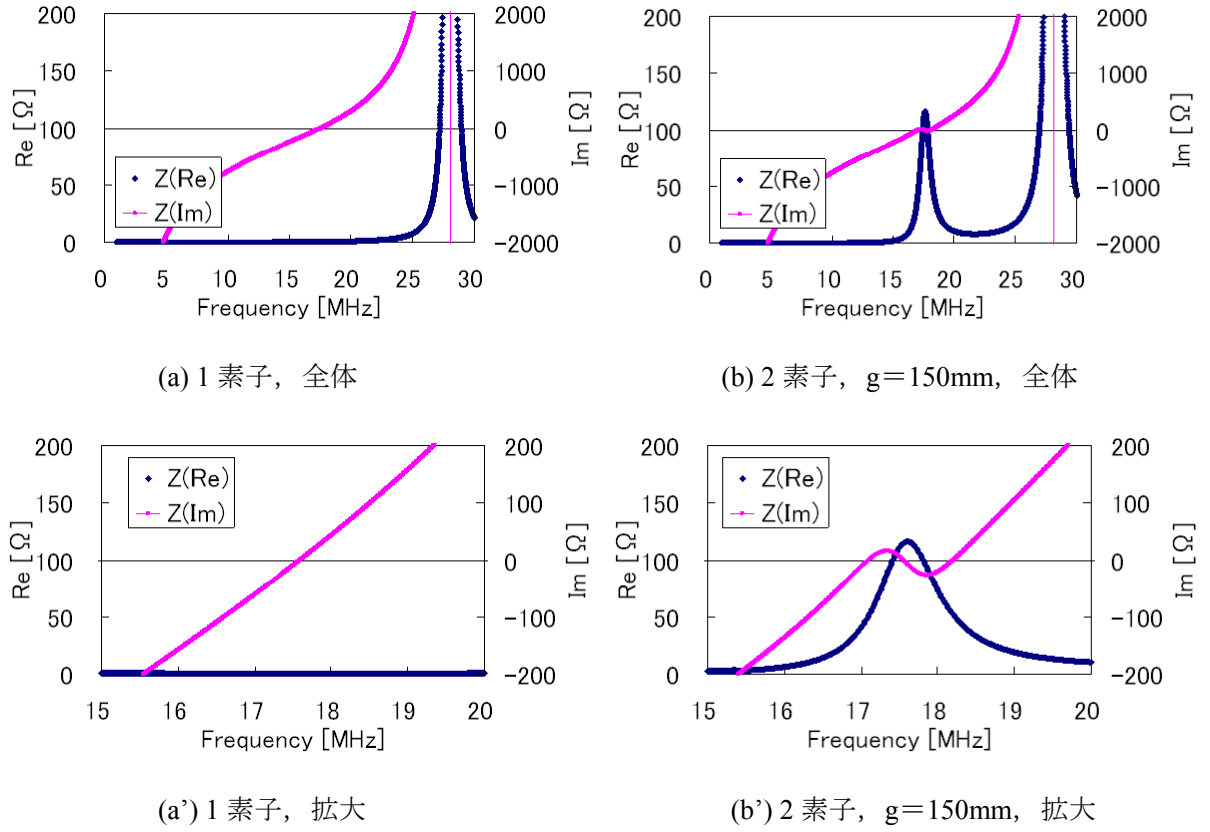 200
150
100
50
0
Re [Ω]
2000
1000
0
−1000
−2000
Im [Ω]
Z(Re)
Z(Im)
0 5 10 15 20 25 30
Frequency [MHz]
(a) 1 素子，全体
200
150
100
50
0
Re [Ω]
2000
1000
0
−1000
−2000
Im [Ω]
Z(Re)
Z(Im)
0 5 10 15 20 25 30
Frequency [MHz]
(b) 2 素子，g＝150mm，全体
200
150
100
50
0
Re [Ω]
200
100
0
−100
−200
Im [Ω]
Z(Re)
Z(Im)
15 16 17 18 19 20
Frequency [MHz]
(a’) 1 素子，拡大
200
150
100
50
0
Re [Ω]
200
100
0
−100
−200
Im [Ω]
Z(Re)
Z(Im)
15 16 17 18 19 20
Frequency [MHz]
(b’) 2 素子，g＝150mm，拡大